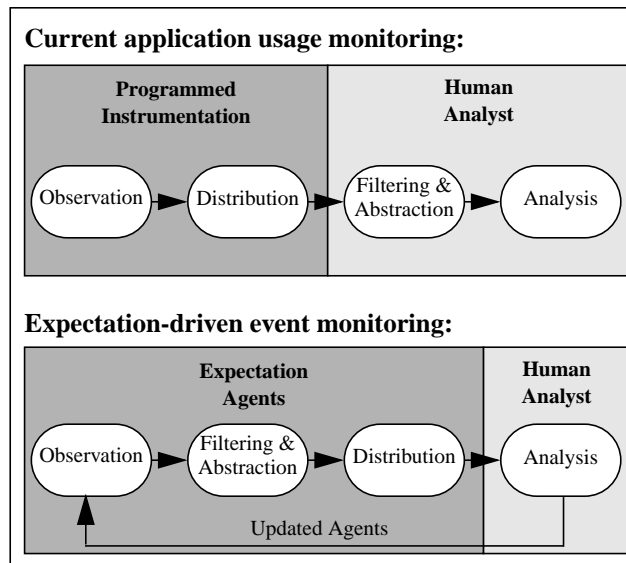 Current application usage monitoring:
Programmed
Instrumentation
Human
Analyst
Observation
Distribution
Filtering &
Abstraction
Analysis
Expectation-driven event monitoring:
Expectation
Agents
Human
Analyst
Observation
Filtering &
Abstraction
Distribution
Analysis
Updated Agents